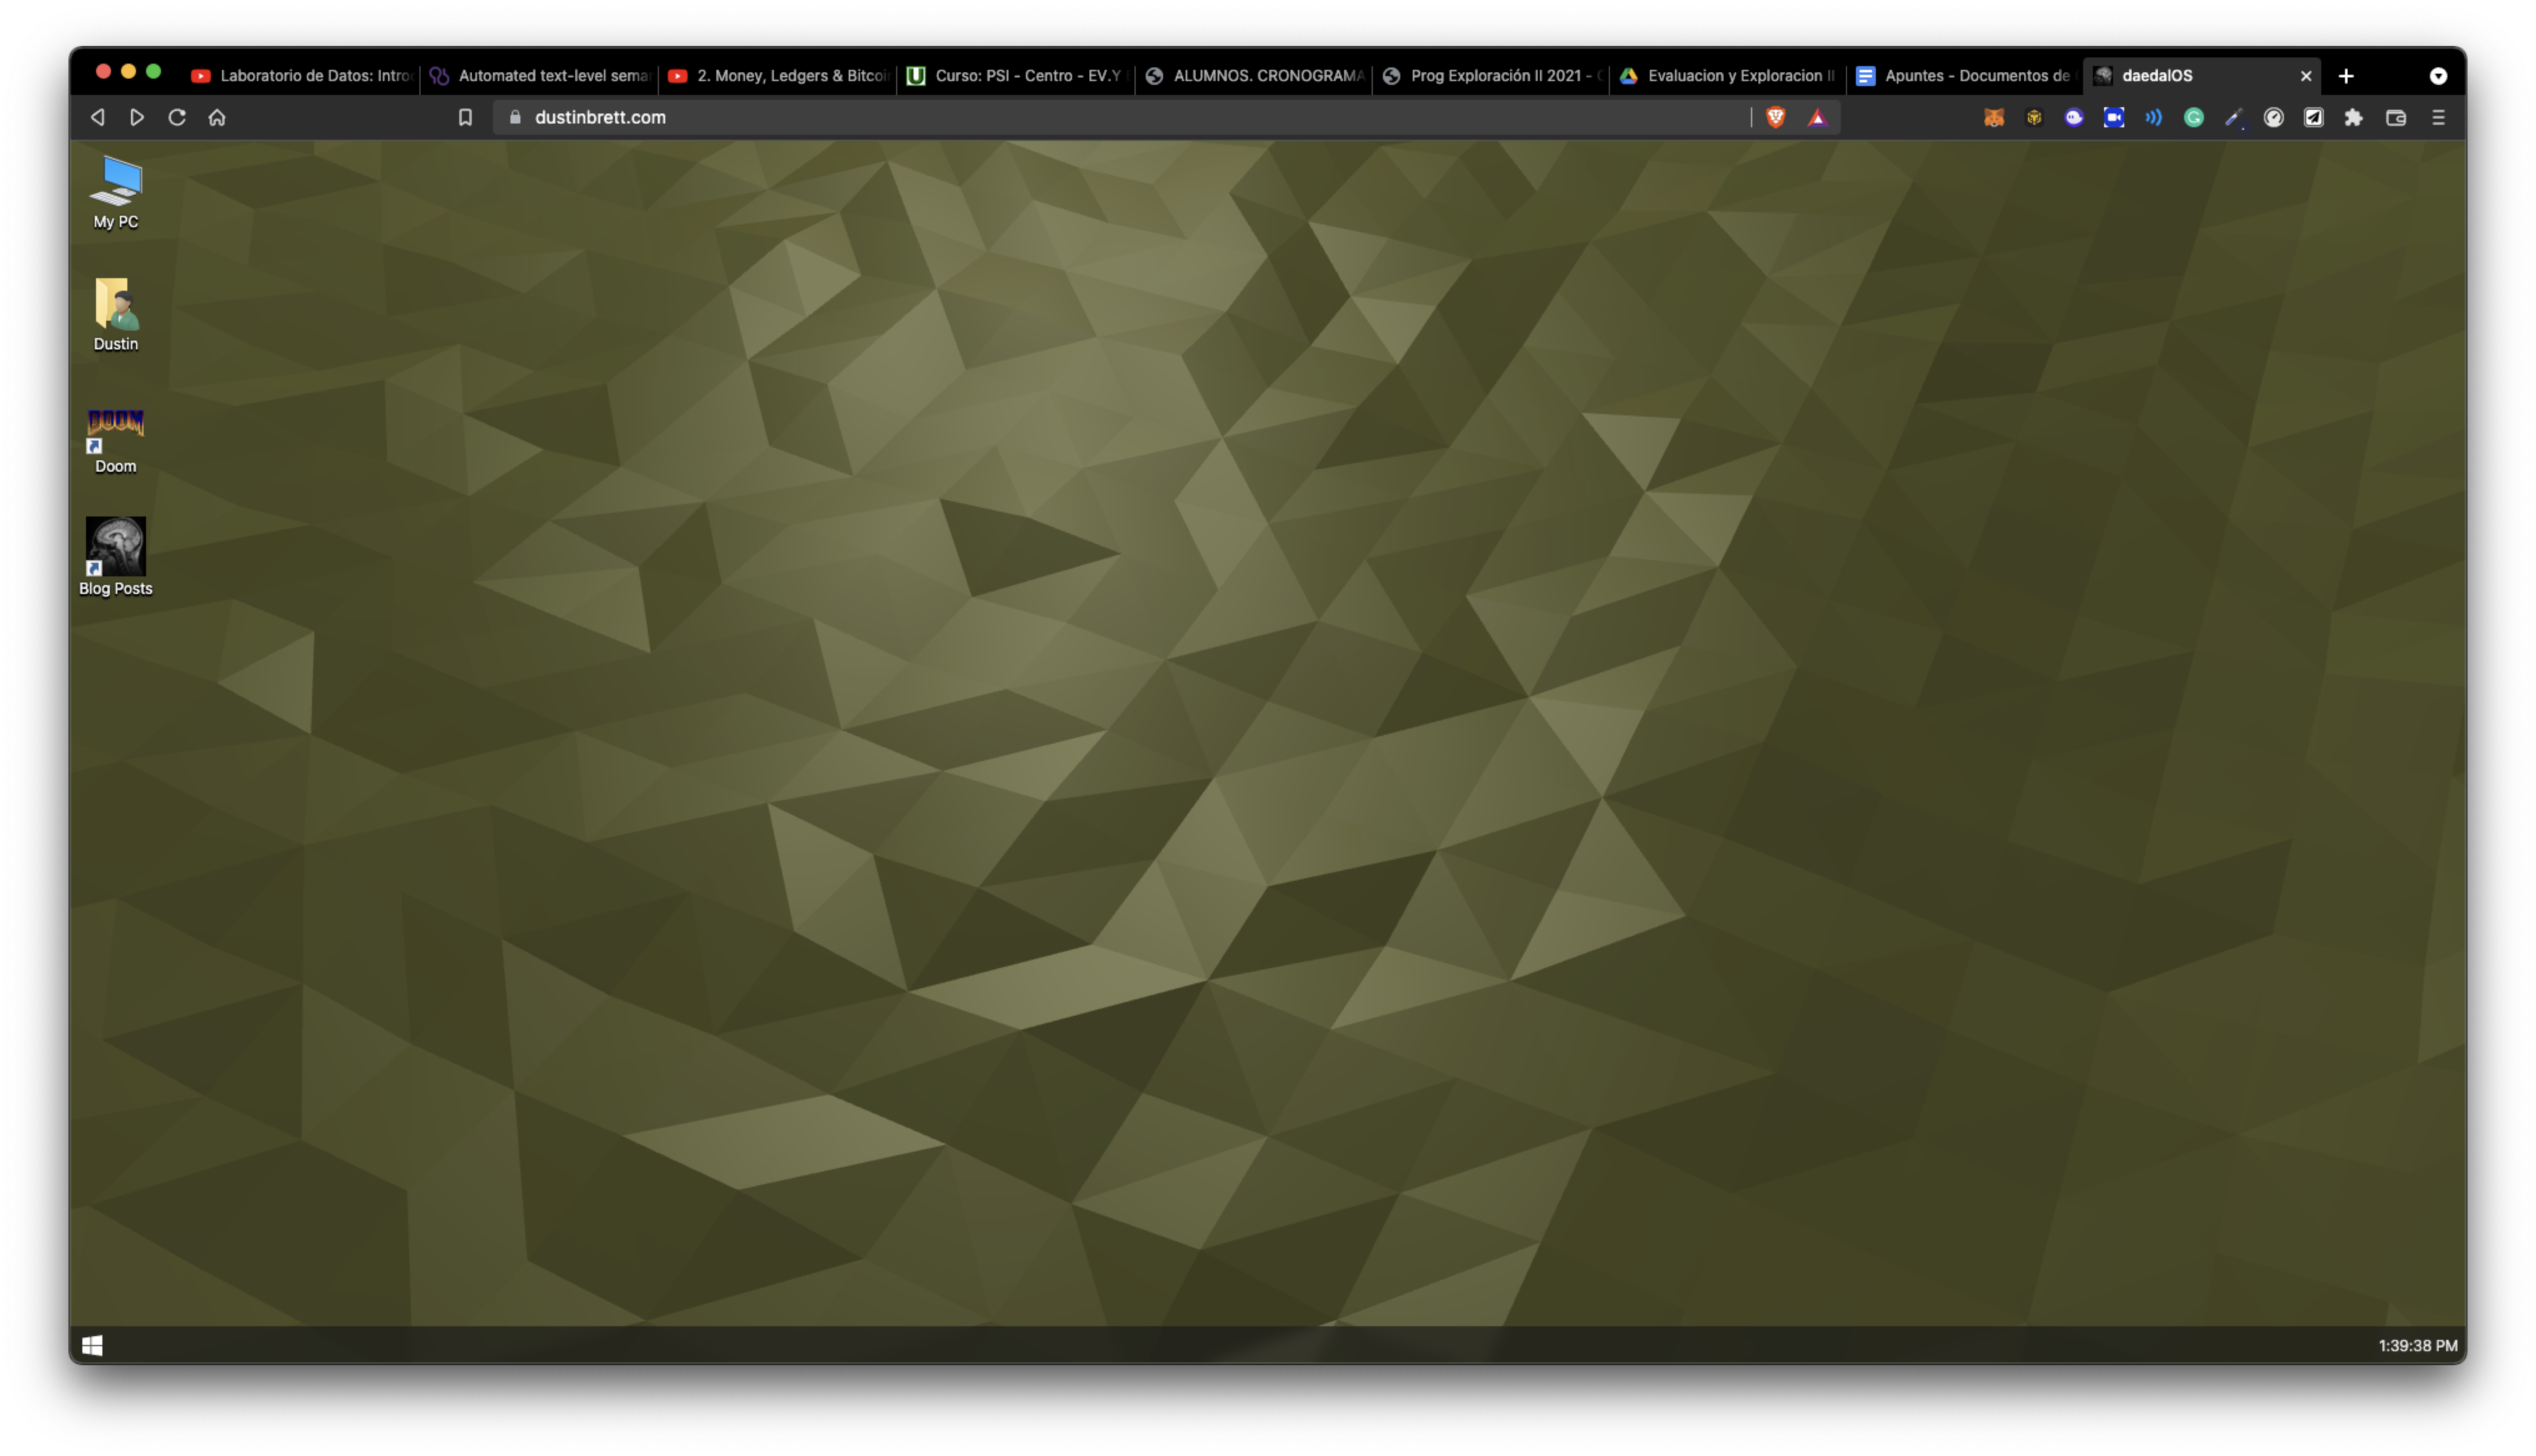 Laboratorio de Datos: Intro
Automated text-level sema
2. Money, Ledgers & Bitcoi
U Curso: PSI - Centro - EV.Y
ALUMNOS. CRONOGRAMA
Prog Exploración II 2021 -
Evaluacion y Exploracion II
Apuntes - Documentos de
daedalOS
dustinbrett.com
My PC
Dustin
DOOM
Doom
Blog Posts
1:39:38 PM